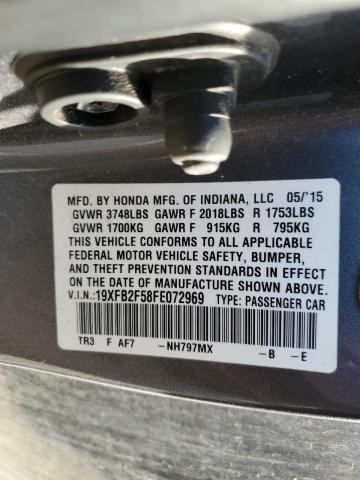 MFD. BY HONDA MFG. OF INDIANA, LLC 05/'15
GVWR 3748LBS GAWR F 2018LBS R 1753LBS
GVWR 1700KG GAWR F 915KG R 795KG
THIS VEHICLE CONFORMS TO ALL APPLICABLE
FEDERAL MOTOR VEHICLE SAFETY, BUMPER,
AND THEFT PREVENTION STANDARDS IN EFFECT
ON THE DATE OF MANUFACTURE SHOWN ABOVE.
V.I.N.: 19XFB2F58FE072969 TYPE: PASSENGER CAR
TR3 F AF7 -NH797MX -B -E